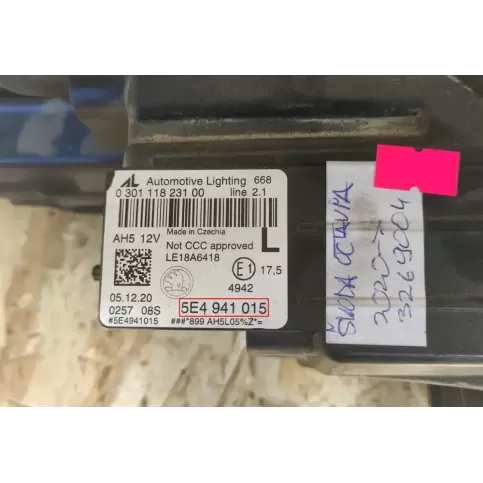 AL Automotive Lighting 668
0 301 118 231 00 line 2.1
Made in Czechia
AH5 12V
Not CCC approved L
LE18A6418
E1 17,5
4942
05.12.20
0257 08S
5E4 941 015
#5E4941015 ###*899 AH5L05%Z*=
ŠKODA OCTAVIA
2020-7
3269004